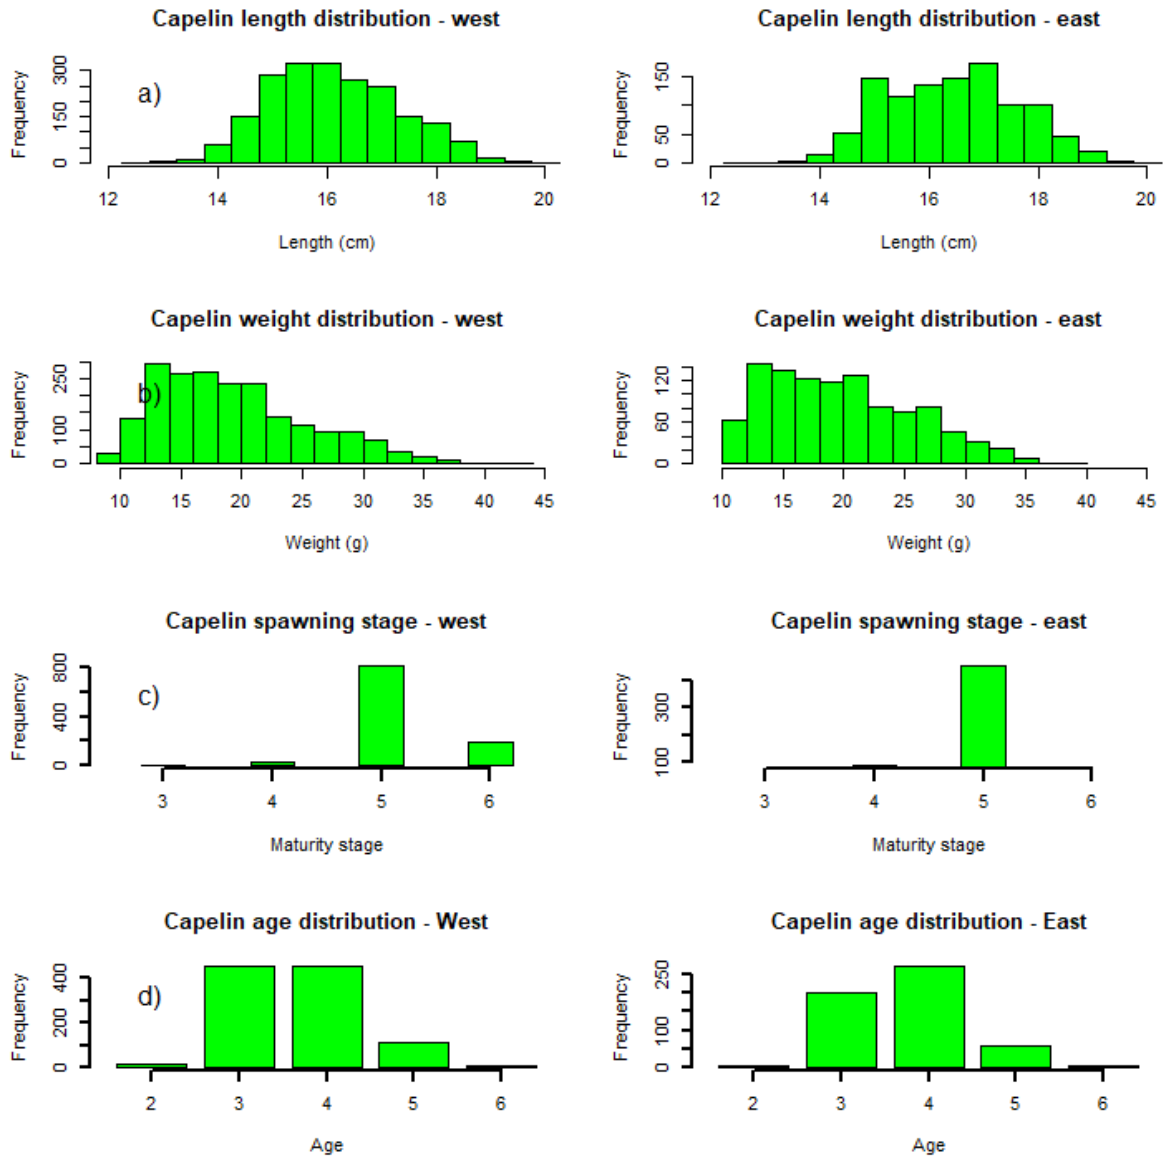 Capelin length distribution - west
Frequency
0 150 300
a)
12 14 16 18 20
Length (cm)
Capelin length distribution - east
Frequency
0 50 150
12 14 16 18 20
Length (cm)
Capelin weight distribution - west
Frequency
0 100 250
b)
10 15 20 25 30 35 40 45
Weight (g)
Capelin weight distribution - east
Frequency
0 60 120
10 15 20 25 30 35 40 45
Weight (g)
Capelin spawning stage - west
Frequency
0 400 800
c)
3 4 5 6
Maturity stage
Capelin spawning stage - east
Frequency
100 300
3 4 5 6
Maturity stage
Capelin age distribution - West
Frequency
0 200 400
d)
2 3 4 5 6
Age
Capelin age distribution - East
Frequency
0 100 250
2 3 4 5 6
Age